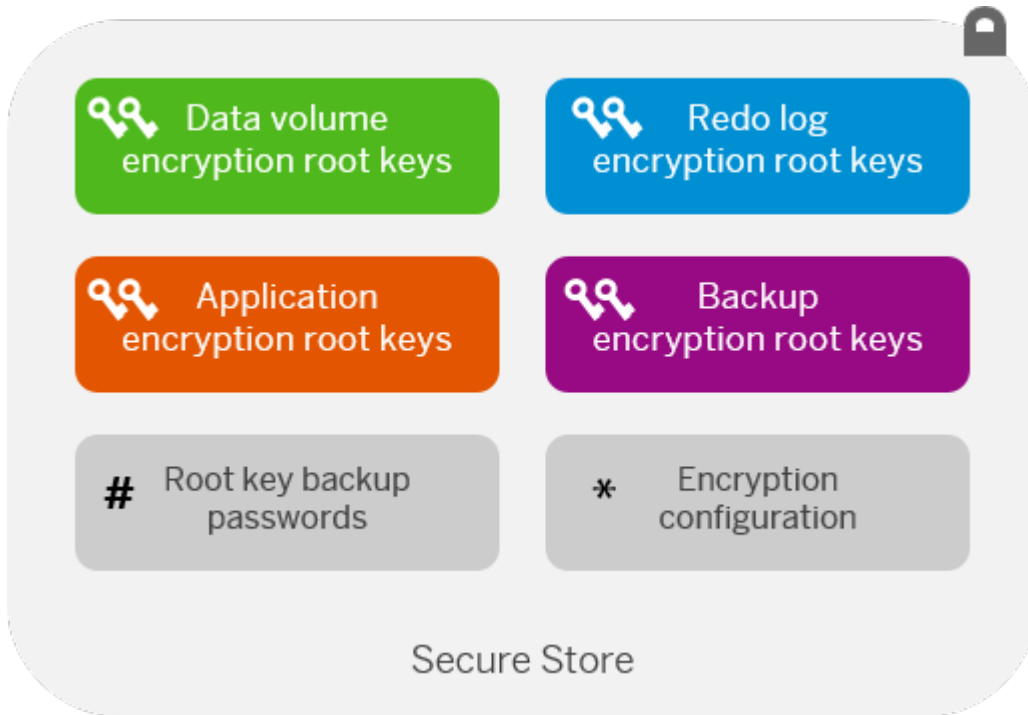 Data volume
encryption root keys
Redo log
encryption root keys
Application
encryption root keys
Backup
encryption root keys
# Root key backup
passwords
* Encryption
configuration
Secure Store